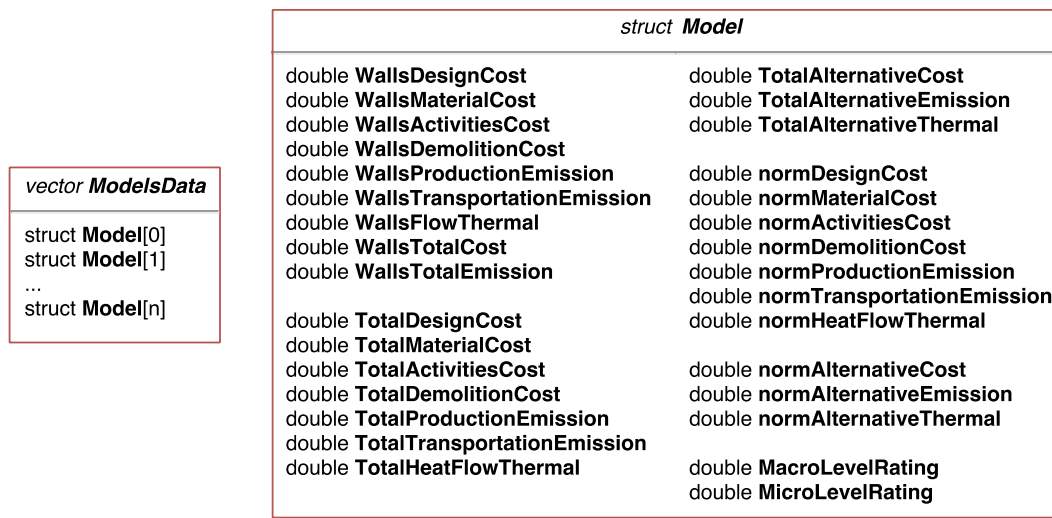 vector ModelsData
struct Model[0]
struct Model[1]
...
struct Model[n]
struct Model
double WallsDesignCost
double WallsMaterialCost
double WallsActivitiesCost
double WallsDemolitionCost
double WallsProductionEmission
double WallsTransportationEmission
double WallsFlowThermal
double WallsTotalCost
double WallsTotalEmission
double TotalDesignCost
double TotalMaterialCost
double TotalActivitiesCost
double TotalDemolitionCost
double TotalProductionEmission
double TotalTransportationEmission
double TotalHeatFlowThermal
double TotalAlternativeCost
double TotalAlternativeEmission
double TotalAlternativeThermal
double normDesignCost
double normMaterialCost
double normActivitiesCost
double normDemolitionCost
double normProductionEmission
double normTransportationEmission
double normHeatFlowThermal
double normAlternativeCost
double normAlternativeEmission
double normAlternativeThermal
double MacroLevelRating
double MicroLevelRating